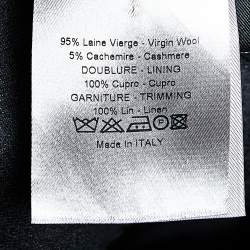 95% Laine Vierge - Virgin Wool
5% Cachemire - Cashmere
DOUBLURE - LINING
100% Cupro - Cupro
GARNITURE - TRIMMING
100% Lin - Linen
Made In ITALY